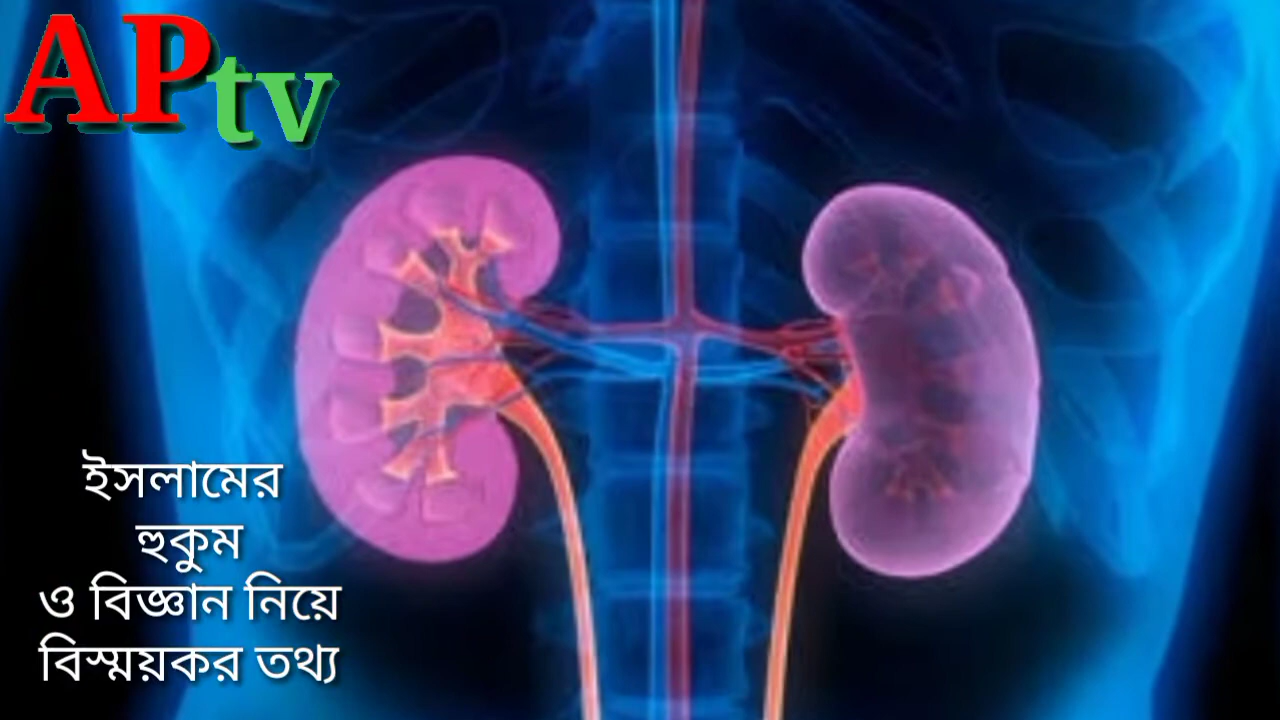 APtv
ইসলামের
হুকুম
ও বিজ্ঞান নিয়ে
বিস্ময়কর তথ্য